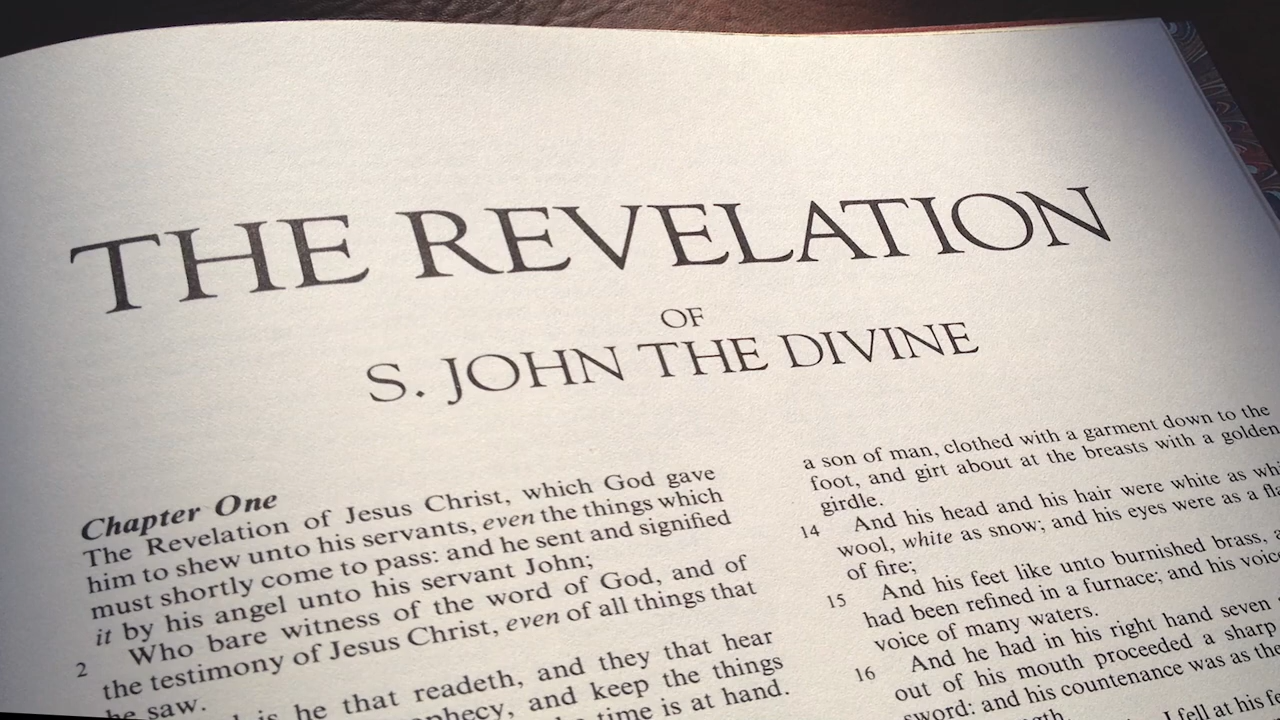 THE REVELATION
OF
S. JOHN THE DIVINE
Chapter One
The Revelation of Jesus Christ, which God gave
him to shew unto his servants, even the things which
must shortly come to pass: and he sent and signified
it by his angel unto his servant John;
2 Who bare witness of the word of God, and of
the testimony of Jesus Christ, even of all things that
he saw.
is he that readeth, and they that hear
and keep the things
time is at hand.
a son of man, clothed with a garment down to the
foot, and girt about at the breasts with a golden
girdle.
14 And his head and his hair were white as
wool, white as snow; and his eyes were as a
of fire;
15 And his feet like unto burnished brass,
had been refined in a furnace; and his
voice of many waters.
16 And he had in his right hand seven
out of his mouth proceeded a sharp
sword: and his countenance was as the
I fell at his